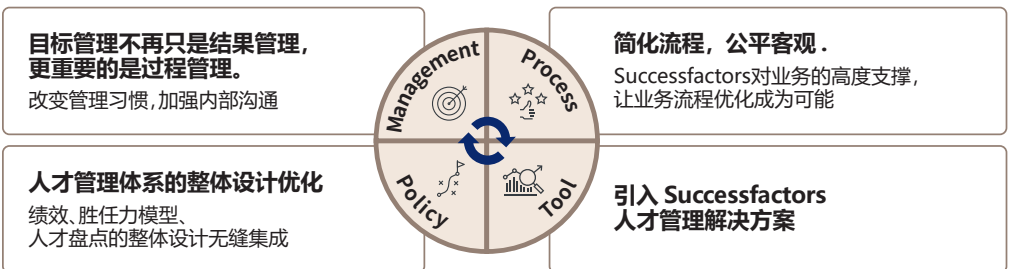 目标管理不再只是结果管理，
更重要的是过程管理。
改变管理习惯，加强内部沟通
Management
Process
简化流程，公平客观．
Successfactors对业务的高度支撑，
让业务流程优化成为可能
人才管理体系的整体设计优化
绩效、胜任力模型、
人才盘点的整体设计无缝集成
Policy
Tool
引入 Successfactors
人才管理解决方案